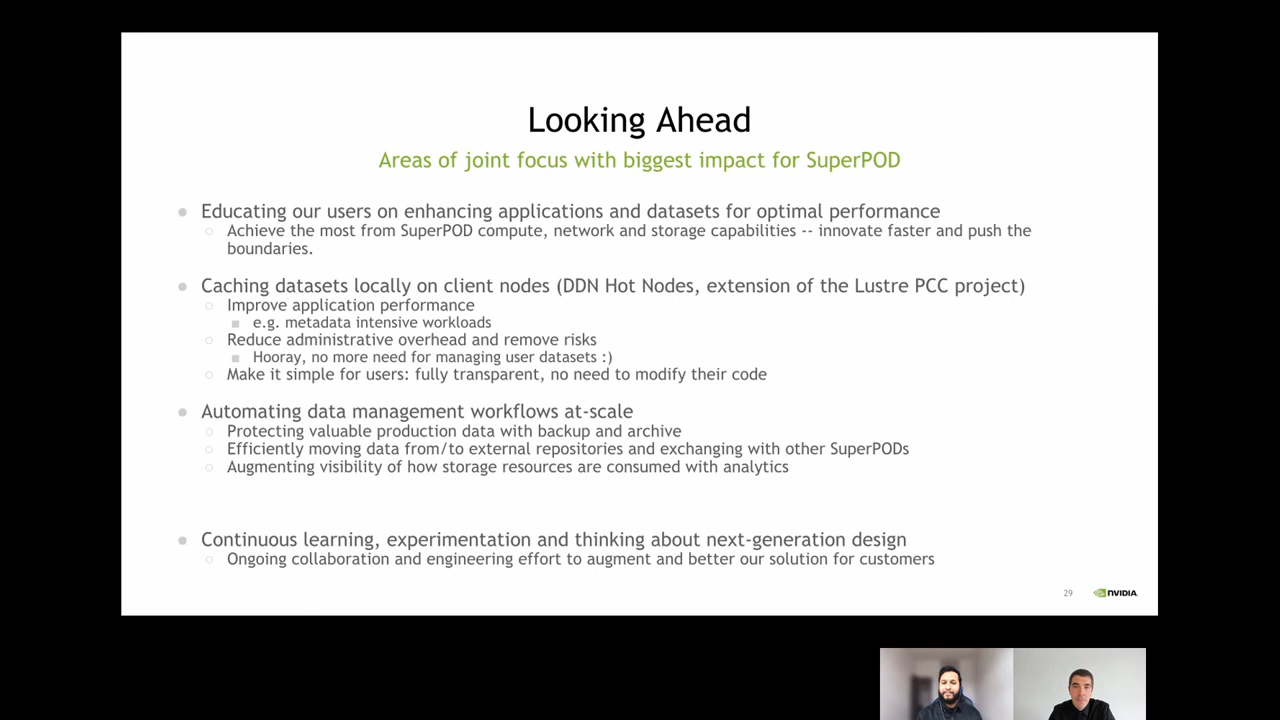 Looking Ahead
Areas of joint focus with biggest impact for SuperPOD
Educating our users on enhancing applications and datasets for optimal performance
Achieve the most from SuperPOD compute, network and storage capabilities -- innovate faster and push the
boundaries.
Caching datasets locally on client nodes (DDN Hot Nodes, extension of the Lustre PCC project)
Improve application performance
e.g. metadata intensive workloads
Reduce administrative overhead and remove risks
Hooray, no more need for managing user datasets :)
Make it simple for users: fully transparent, no need to modify their code
Automating data management workflows at-scale
Protecting valuable production data with backup and archive
Efficiently moving data from/to external repositories and exchanging with other SuperPODs
Augmenting visibility of how storage resources are consumed with analytics
Continuous learning, experimentation and thinking about next-generation design
Ongoing collaboration and engineering effort to augment and better our solution for customers
29 NVIDIA.